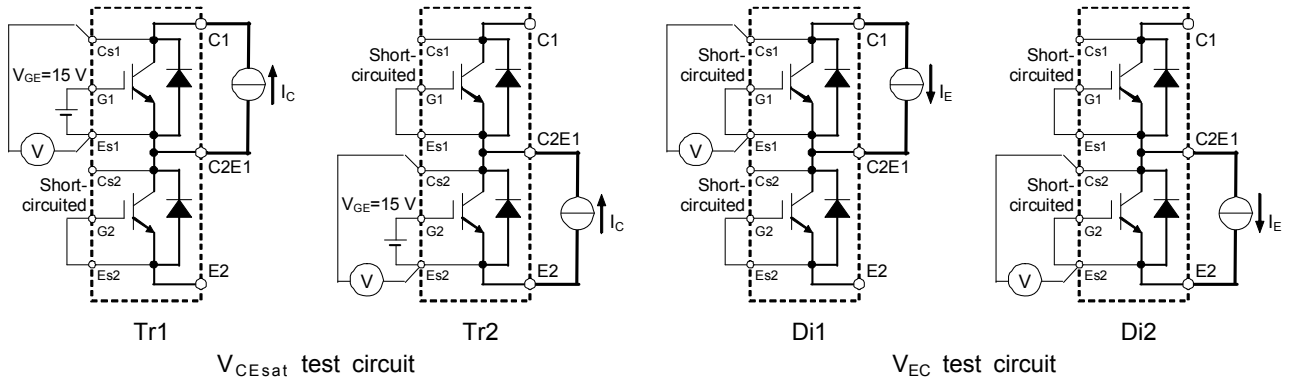 C1
Cs1
Short-
circuited
VGE=15 V
G1
IC
V
Es1
C2E1
Short-
circuited
Cs2
G2
Es2
E2
Tr1
C1
Short-
circuited
Cs1
G1
Es1
C2E1
Cs2
VGE=15 V
G2
IC
V
Es2
E2
Tr2
VCEsat test circuit
C1
Cs1
Short-
circuited
G1
IE
V
Es1
C2E1
Cs2
Short-
circuited
G2
Es2
E2
Di1
C1
Cs1
Short-
circuited
G1
Es1
C2E1
Cs2
Short-
circuited
G2
IE
V
Es2
E2
Di2
VEC test circuit